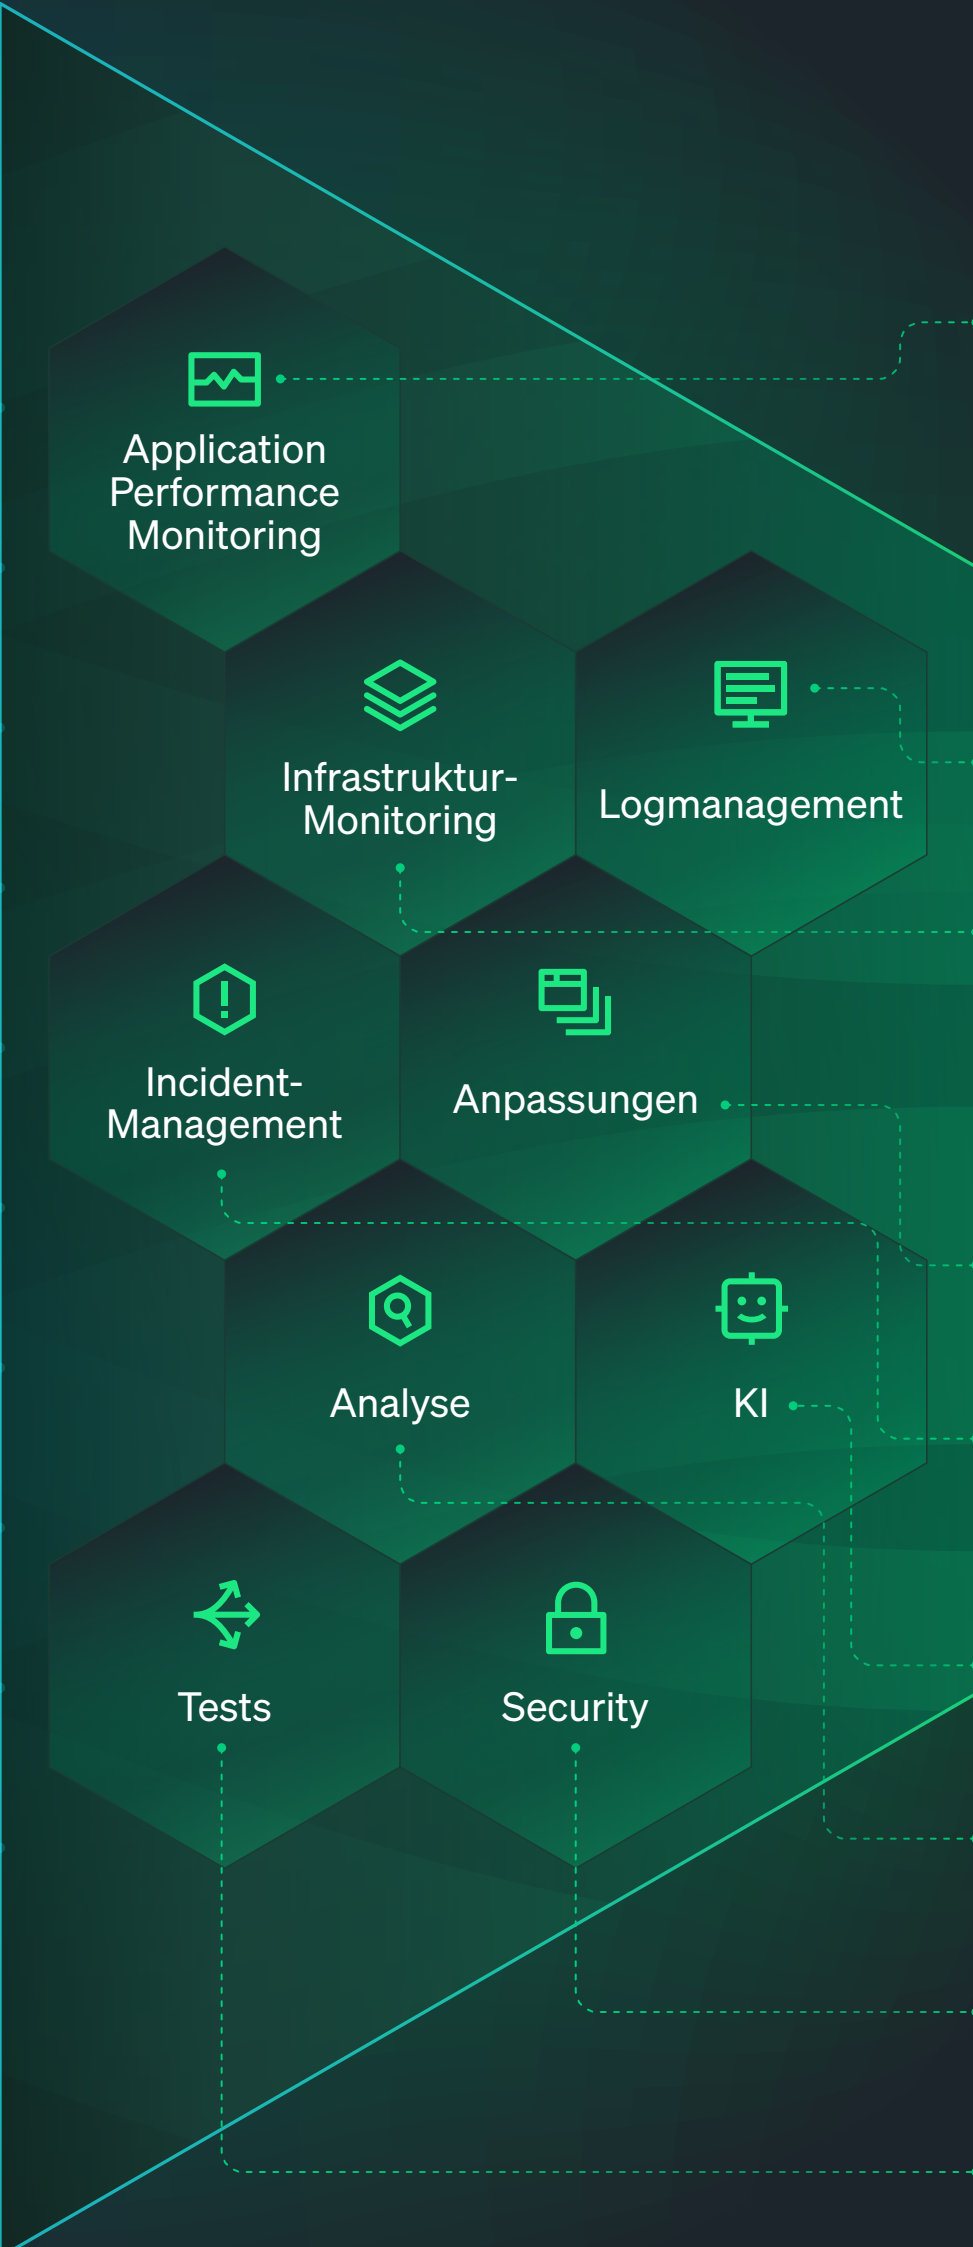 Application
Performance
Monitoring
Infrastruktur-
Monitoring
Logmanagement
Incident-
Management
Anpassungen
Analyse
KI
Tests
Security